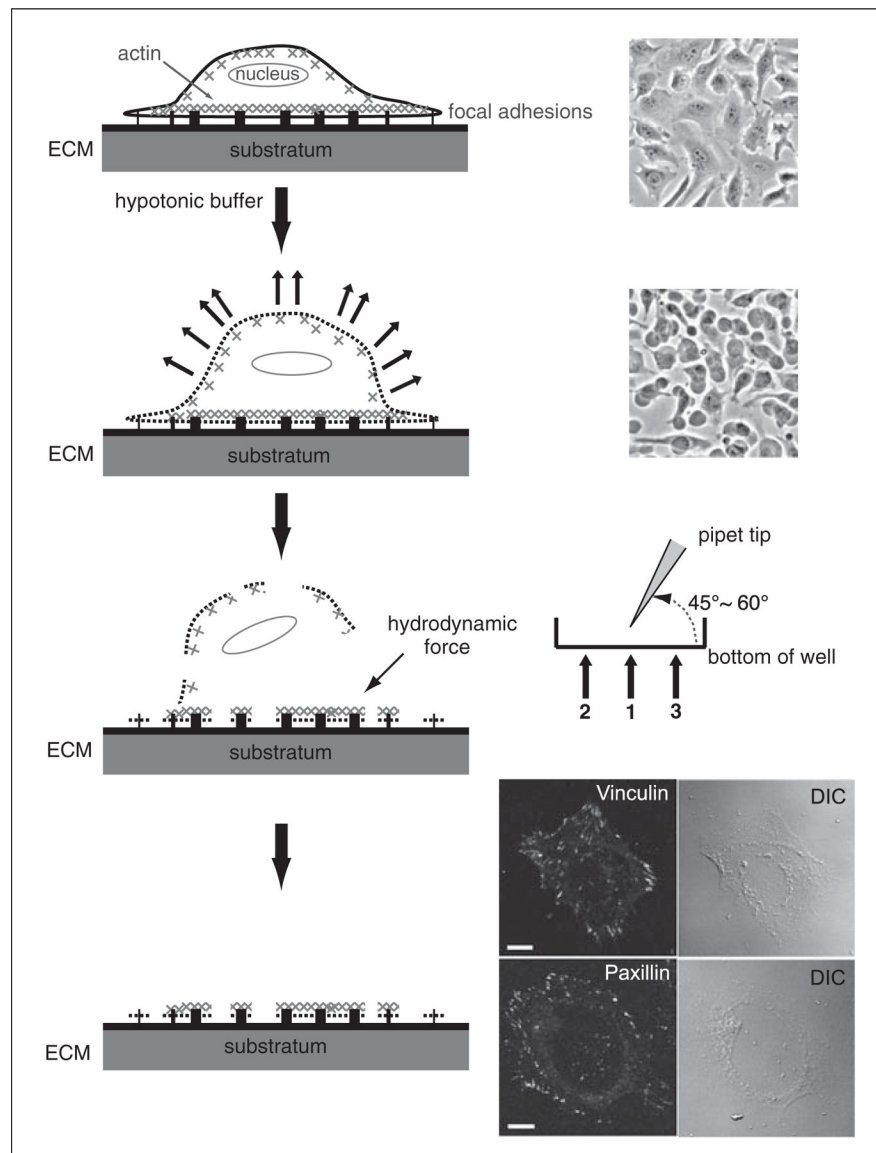 actin
nucleus
focal adhesions
ECM
substratum
hypotonic buffer
ECM
substratum
pipet tip
45°~ 60°
hydrodynamic
force
bottom of well
2 1 3
ECM
substratum
Vinculin
DIC
Paxillin
DIC
ECM
substratum